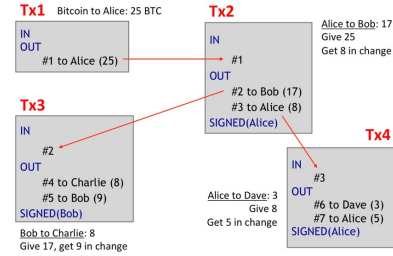 Tx1
Bitcoin to Alice: 25 BTC
IN
OUT
#1 to Alice (25)
Tx2
IN
#1
OUT
#2 to Bob (17)
#3 to Alice (8)
SIGNED(Alice)
Alice to Bob: 17
Give 25
Get 8 in change
Tx3
IN
#2
OUT
#4 to Charlie (8)
#5 to Bob (9)
SIGNED(Bob)
Bob to Charlie: 8
Give 17, get 9 in change
Tx4
IN
#3
OUT
#6 to Dave (3)
#7 to Alice (5)
SIGNED(Alice)
Alice to Dave: 3
Give 8
Get 5 in change